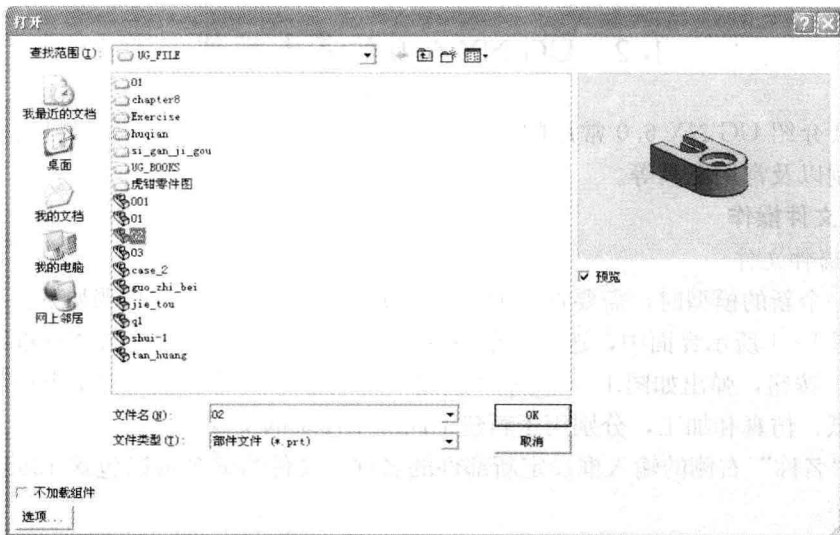 打开
查找范围(I): UG_FILE
我最近的文档
桌面
我的文档
我的电脑
网上邻居
01
chapter8
Exercise
huqian
si_gan_ji_gou
UG_BOOKS
虎钳零件图
001
01
02
03
case_2
guo_zhi_bei
jie_tou
q1
shui-1
tan_huang
预览
文件名(N): 02
OK
文件类型(T): 部件文件 (*.prt)
取消
不加载组件
选项...